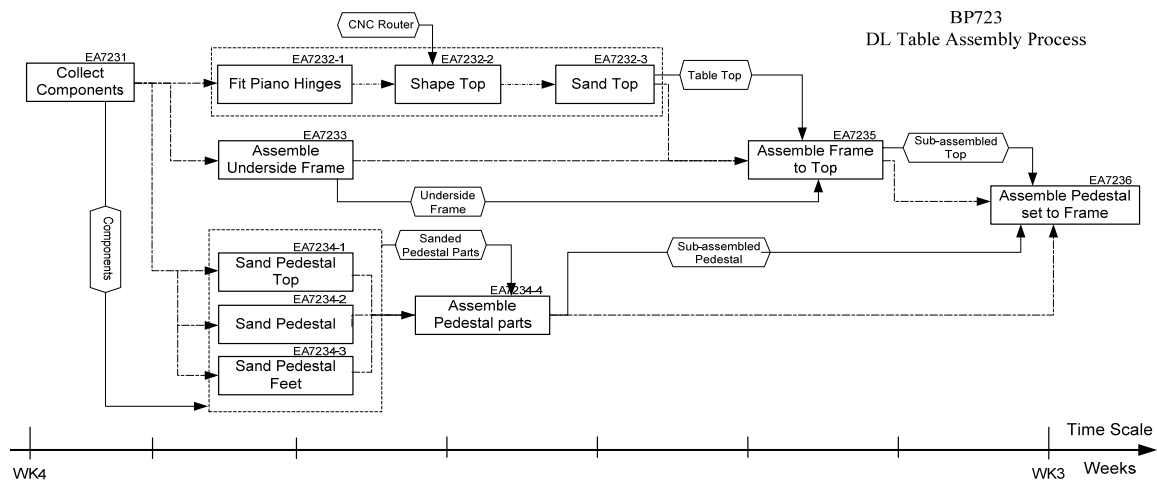 BP723
DL Table Assembly Process
CNC Router
EA7231
Collect
Components
EA7232-1
Fit Piano Hinges
EA7232-2
Shape Top
EA7232-3
Sand Top
Table Top
EA7233
Assemble
Underside Frame
EA7235
Assemble Frame
to Top
Sub-assembled
Top
EA7236
Assemble Pedestal
set to Frame
Underside
Frame
Components
EA7234-1
Sand Pedestal
Top
Sanded
Pedestal Parts
Sub-assembled
Pedestal
EA7234-2
Sand Pedestal
EA7234-4
Assemble
Pedestal parts
EA7234-3
Sand Pedestal
Feet
Time Scale
WK4
WK3
Weeks